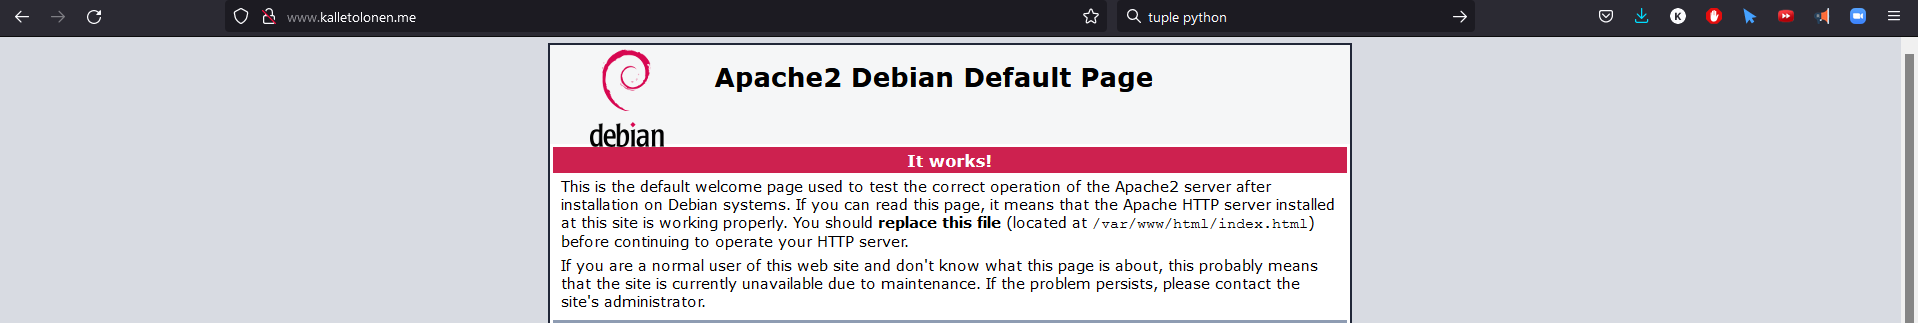 www.kalletolonen.me
tuple python
K
Apache2 Debian Default Page
debian
It works!
This is the default welcome page used to test the correct operation of the Apache2 server after
installation on Debian systems. If you can read this page, it means that the Apache HTTP server installed
at this site is working properly. You should replace this file (located at /var/www/html/index.html)
before continuing to operate your HTTP server.
If you are a normal user of this web site and don't know what this page is about, this probably means
that the site is currently unavailable due to maintenance. If the problem persists, please contact the
site's administrator.